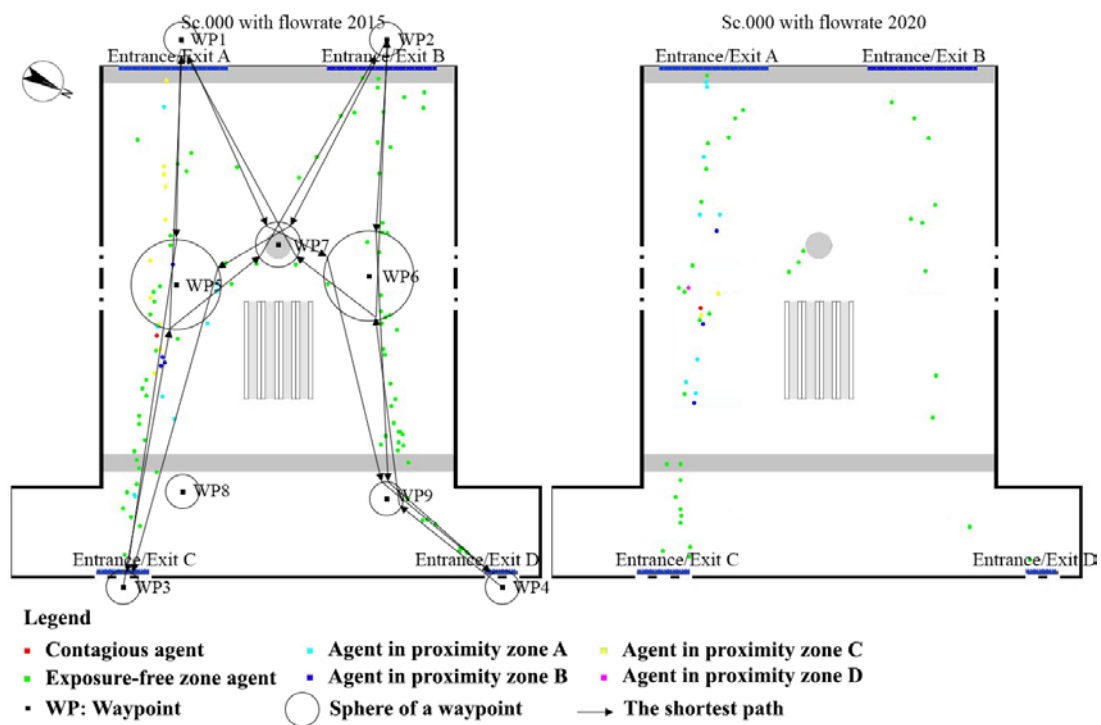 Sc.000 with flowrate 2015
Sc.000 with flowrate 2020
WP1
WP2
Entrance/Exit A
Entrance/Exit B
Entrance/Exit A
Entrance/Exit B
N
WP7
WP5
WP6
WP8
WP9
Entrance/Exit C
Entrance/Exit D
Entrance/Exit C
Entrance/Exit D
WP3
WP4
Legend
Contagious agent
Agent in proximity zone A
Agent in proximity zone C
Exposure-free zone agent
Agent in proximity zone B
Agent in proximity zone D
WP: Waypoint
Sphere of a waypoint
The shortest path